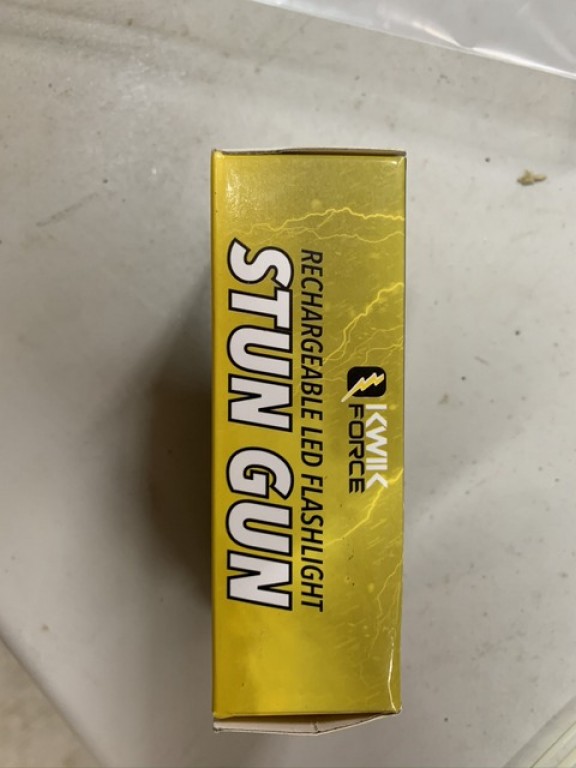 KWIK
FORCE
RECHARGEABLE LED FLASHLIGHT
STUN GUN